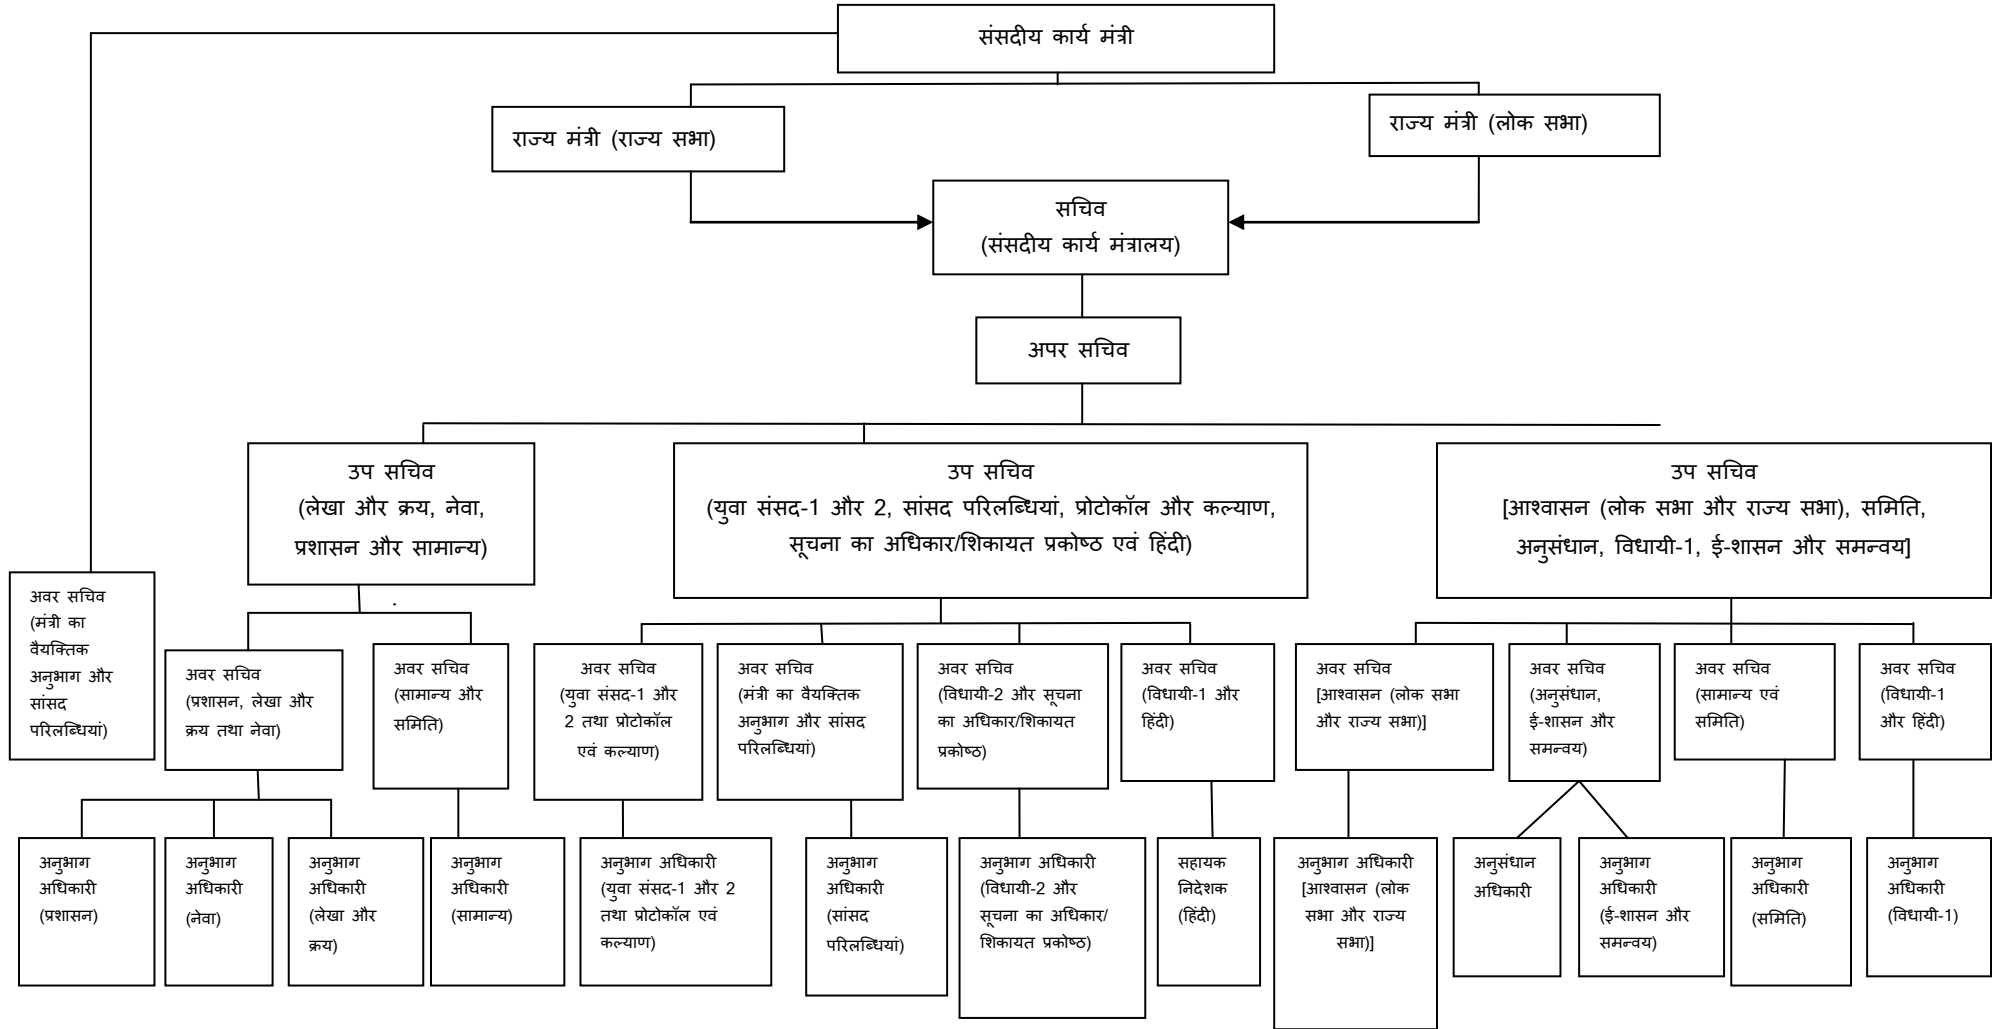 संसदीय कार्य मंत्री
राज्य मंत्री (राज्य सभा)
राज्य मंत्री (लोक सभा)
सचिव
(संसदीय कार्य मंत्रालय)
अपर सचिव
उप सचिव
(लेखा और क्रय, नेवा,
प्रशासन और सामान्य)
उप सचिव
(युवा संसद-1 और 2, सांसद परिलब्धियां, प्रोटोकॉल और कल्याण,
सूचना का अधिकार/शिकायत प्रकोष्ठ एवं हिंदी)
उप सचिव
[आश्वासन (लोक सभा और राज्य सभा), समिति,
अनुसंधान, विधायी-1, ई-शासन और समन्वय]
अवर सचिव
(मंत्री का
वैयक्तिक
अनुभाग और
सांसद
परिलब्धियां)
अवर सचिव
(प्रशासन, लेखा और
क्रय तथा नेवा)
अवर सचिव
(सामान्य और
समिति)
अवर सचिव
(युवा संसद-1 और
2 तथा प्रोटोकॉल
एवं कल्याण)
अवर सचिव
(मंत्री का वैयक्तिक
अनुभाग और सांसद
परिलब्धियां)
अवर सचिव
(विधायी-2 और सूचना
का अधिकार/शिकायत
प्रकोष्ठ)
अवर सचिव
(विधायी-1 और
हिंदी)
अवर सचिव
[आश्वासन (लोक सभा
और राज्य सभा)]
अवर सचिव
(अनुसंधान,
ई-शासन और
समन्वय)
अवर सचिव
(सामान्य एवं
समिति)
अवर सचिव
(विधायी-1
और हिंदी)
अनुभाग
अधिकारी
(प्रशासन)
अनुभाग
अधिकारी
(नेवा)
अनुभाग
अधिकारी
(लेखा और
क्रय)
अनुभाग
अधिकारी
(सामान्य)
अनुभाग अधिकारी
(युवा संसद-1 और 2
तथा प्रोटोकॉल एवं
कल्याण)
अनुभाग
अधिकारी
(सांसद
परिलब्धियां)
अनुभाग अधिकारी
(विधायी-2 और
सूचना का अधिकार/
शिकायत प्रकोष्ठ)
सहायक
निदेशक
(हिंदी)
अनुभाग अधिकारी
[आश्वासन (लोक
सभा और राज्य
सभा)]
अनुसंधान
अधिकारी
अनुभाग
अधिकारी
(ई-शासन और
समन्वय)
अनुभाग
अधिकारी
(समिति)
अनुभाग
अधिकारी
(विधायी-1)